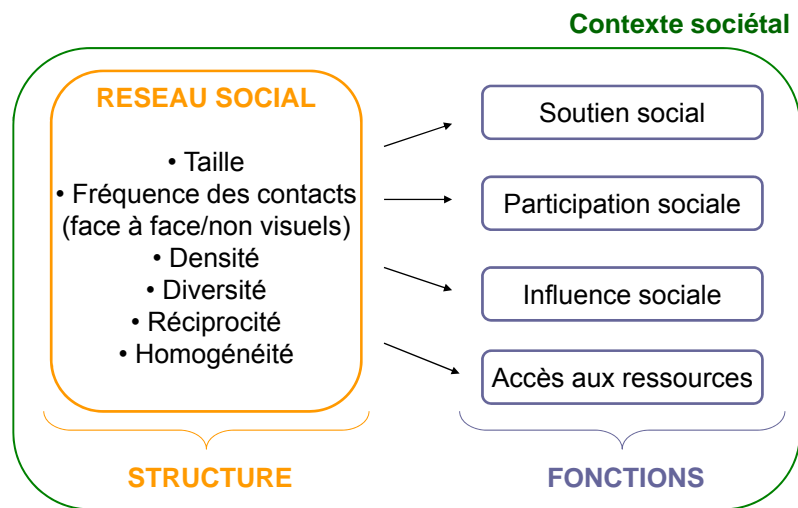 Contexte sociétal
RESEAU SOCIAL
• Taille
• Fréquence des contacts
(face à face/non visuels)
• Densité
• Diversité
• Réciprocité
• Homogénéité
STRUCTURE
Soutien social
Participation sociale
Influence sociale
Accès aux ressources
FONCTIONS